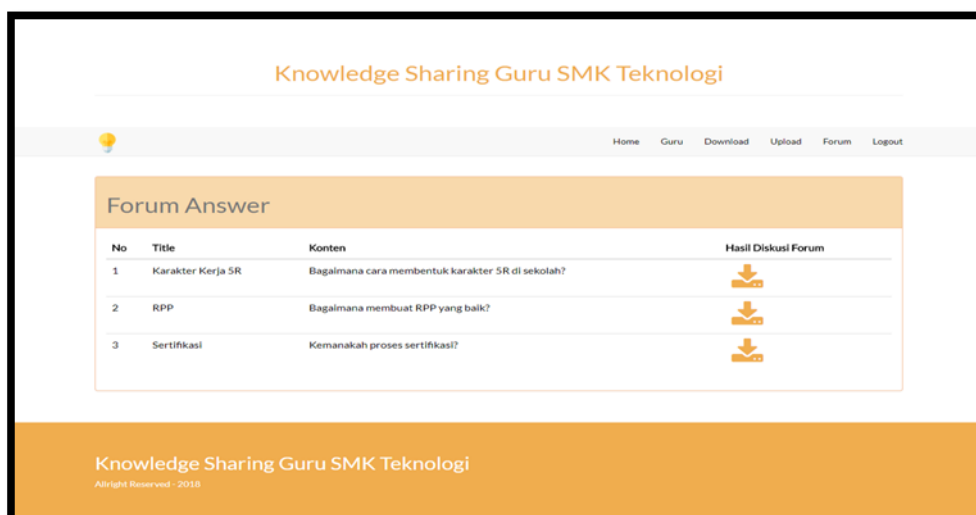 Knowledge Sharing Guru SMK Teknologi
Home Guru Download Upload Forum Logout
Forum Answer
No Title Konten Hasil Diskusi Forum
1 Karakter Kerja 5R Bagaimana cara membentuk karakter 5R di sekolah?
2 RPP Bagaimana membuat RPP yang baik?
3 Sertifikasi Kemanakah proses sertifikasi?
Knowledge Sharing Guru SMK Teknologi
Allright Reserved - 2018